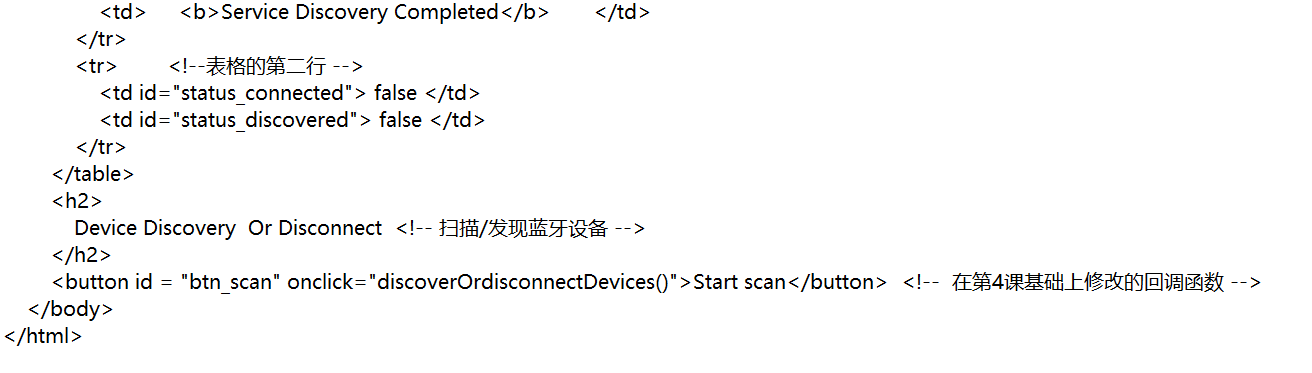 <td>     <b>Service Discovery Completed</b>       </td>
</tr>
<tr>        <!--表格的第二行 -->
<td id="status_connected"> false </td>
<td id="status_discovered"> false </td>
</tr>
</table>
<h2>
Device Discovery  Or Disconnect  <!-- 扫描/发现蓝牙设备 -->
</h2>
<button id = "btn_scan" onclick="discoverOrdisconnectDevices()">Start scan</button>  <!--  在第4课基础上修改的回调函数 -->
</body>
</html>